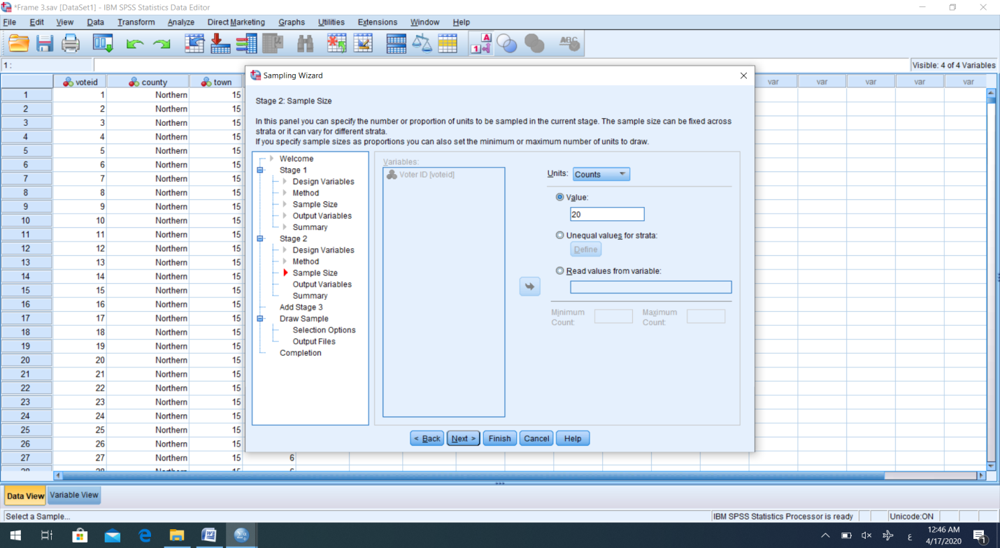 *Frame 3.sav [DataSet1] - IBM SPSS Statistics Data Editor
File Edit View Data Transform Analyze Direct Marketing Graphs Utilities Extensions Window Help
A
1
ABC
1 :
Visible: 4 of 4 Variables
voteid county town var var var var var
1 1 Northern 15
2 2 Northern 15
3 3 Northern 15
4 4 Northern 15
5 5 Northern 15
6 6 Northern 15
7 7 Northern 15
8 8 Northern 15
9 9 Northern 15
10 10 Northern 15
11 11 Northern 15
12 12 Northern 15
13 13 Northern 15
14 14 Northern 15
15 15 Northern 15
16 16 Northern 15
17 17 Northern 15
18 18 Northern 15
19 19 Northern 15
20 20 Northern 15
21 21 Northern 15
22 22 Northern 15
23 23 Northern 15
24 24 Northern 15
25 25 Northern 15
26 26 Northern 15
27 27 Northern 15 6
Sampling Wizard
Stage 2: Sample Size
In this panel you can specify the number or proportion of units to be sampled in the current stage. The sample size can be fixed across
strata or it can vary for different strata.
If you specify sample sizes as proportions you can also set the minimum or maximum number of units to draw.
Welcome
Stage 1
Design Variables
Method
Sample Size
Output Variables
Summary
Stage 2
Design Variables
Method
Sample Size
Output Variables
Summary
Add Stage 3
Draw Sample
Selection Options
Output Files
Completion
Variables:
Voter ID [voteid]
Units: Counts
Value:
20
Unequal values for strata:
Define
Read values from variable:
Minimum
Count:
Maximum
Count:
< Back Next > Finish Cancel Help
Data View Variable View
Select a Sample...
IBM SPSS Statistics Processor is ready
Unicode:ON
ع
12:46 AM
4/17/2020
1